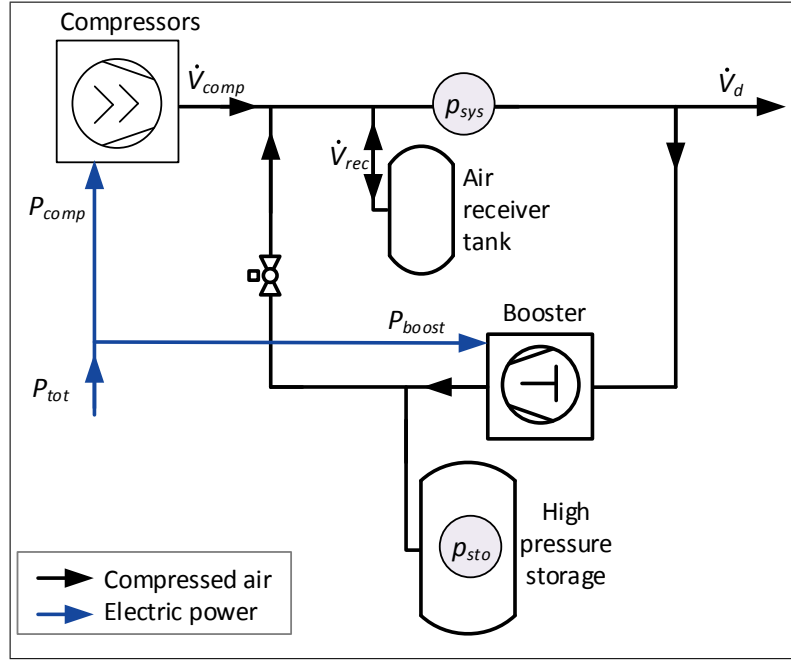 Compressors
V̇comp
psys
V̇d
V̇rec
Air
receiver
tank
Pcomp
Booster
Pboost
Ptot
High
pressure
storage
psto
Compressed air
Electric power